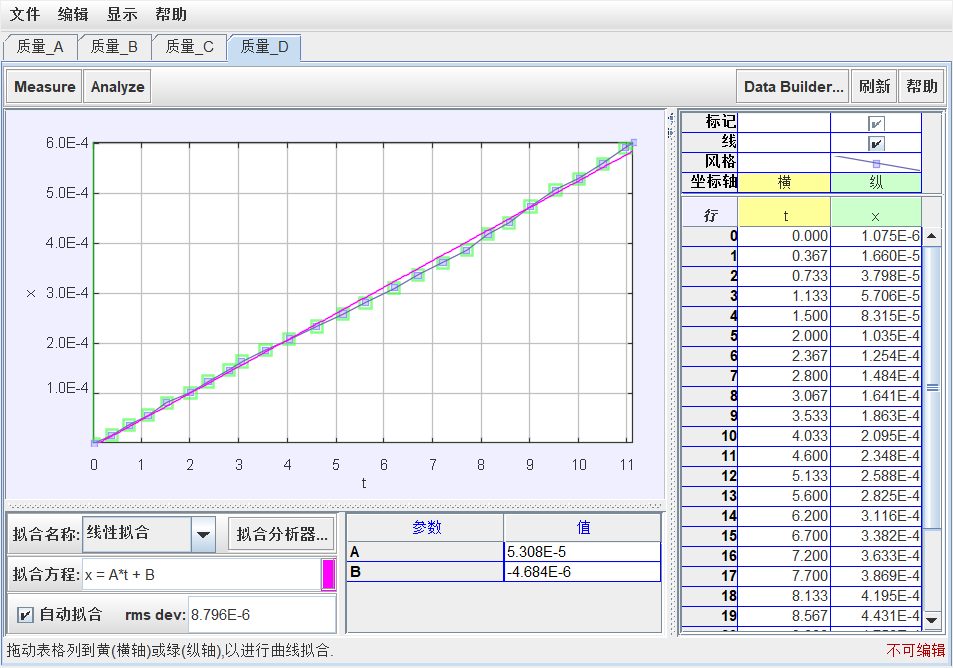 文件 编辑 显示 帮助
质量_A 质量_B 质量_C 质量_D
Measure Analyze Data Builder... 刷新 帮助
6.0E-4
5.0E-4
4.0E-4
x 3.0E-4
2.0E-4
1.0E-4
0 1 2 3 4 5 6 7 8 9 10 11
t
标记
线
风格
坐标轴 横 纵
行 t x
0 0.000 1.075E-6
1 0.367 1.660E-5
2 0.733 3.798E-5
3 1.133 5.706E-5
4 1.500 8.315E-5
5 2.000 1.035E-4
6 2.367 1.254E-4
7 2.800 1.484E-4
8 3.067 1.641E-4
9 3.533 1.863E-4
10 4.033 2.095E-4
11 4.600 2.348E-4
12 5.133 2.588E-4
13 5.600 2.825E-4
14 6.200 3.116E-4
15 6.700 3.382E-4
16 7.200 3.633E-4
17 7.700 3.869E-4
18 8.133 4.195E-4
19 8.567 4.431E-4
拟合名称: 线性拟合 拟合分析器...
拟合方程: x = A*t + B
自动拟合 rms dev: 8.796E-6
参数 值
A 5.308E-5
B -4.684E-6
拖动表格列到黄(横轴)或绿(纵轴),以进行曲线拟合. 不可编辑